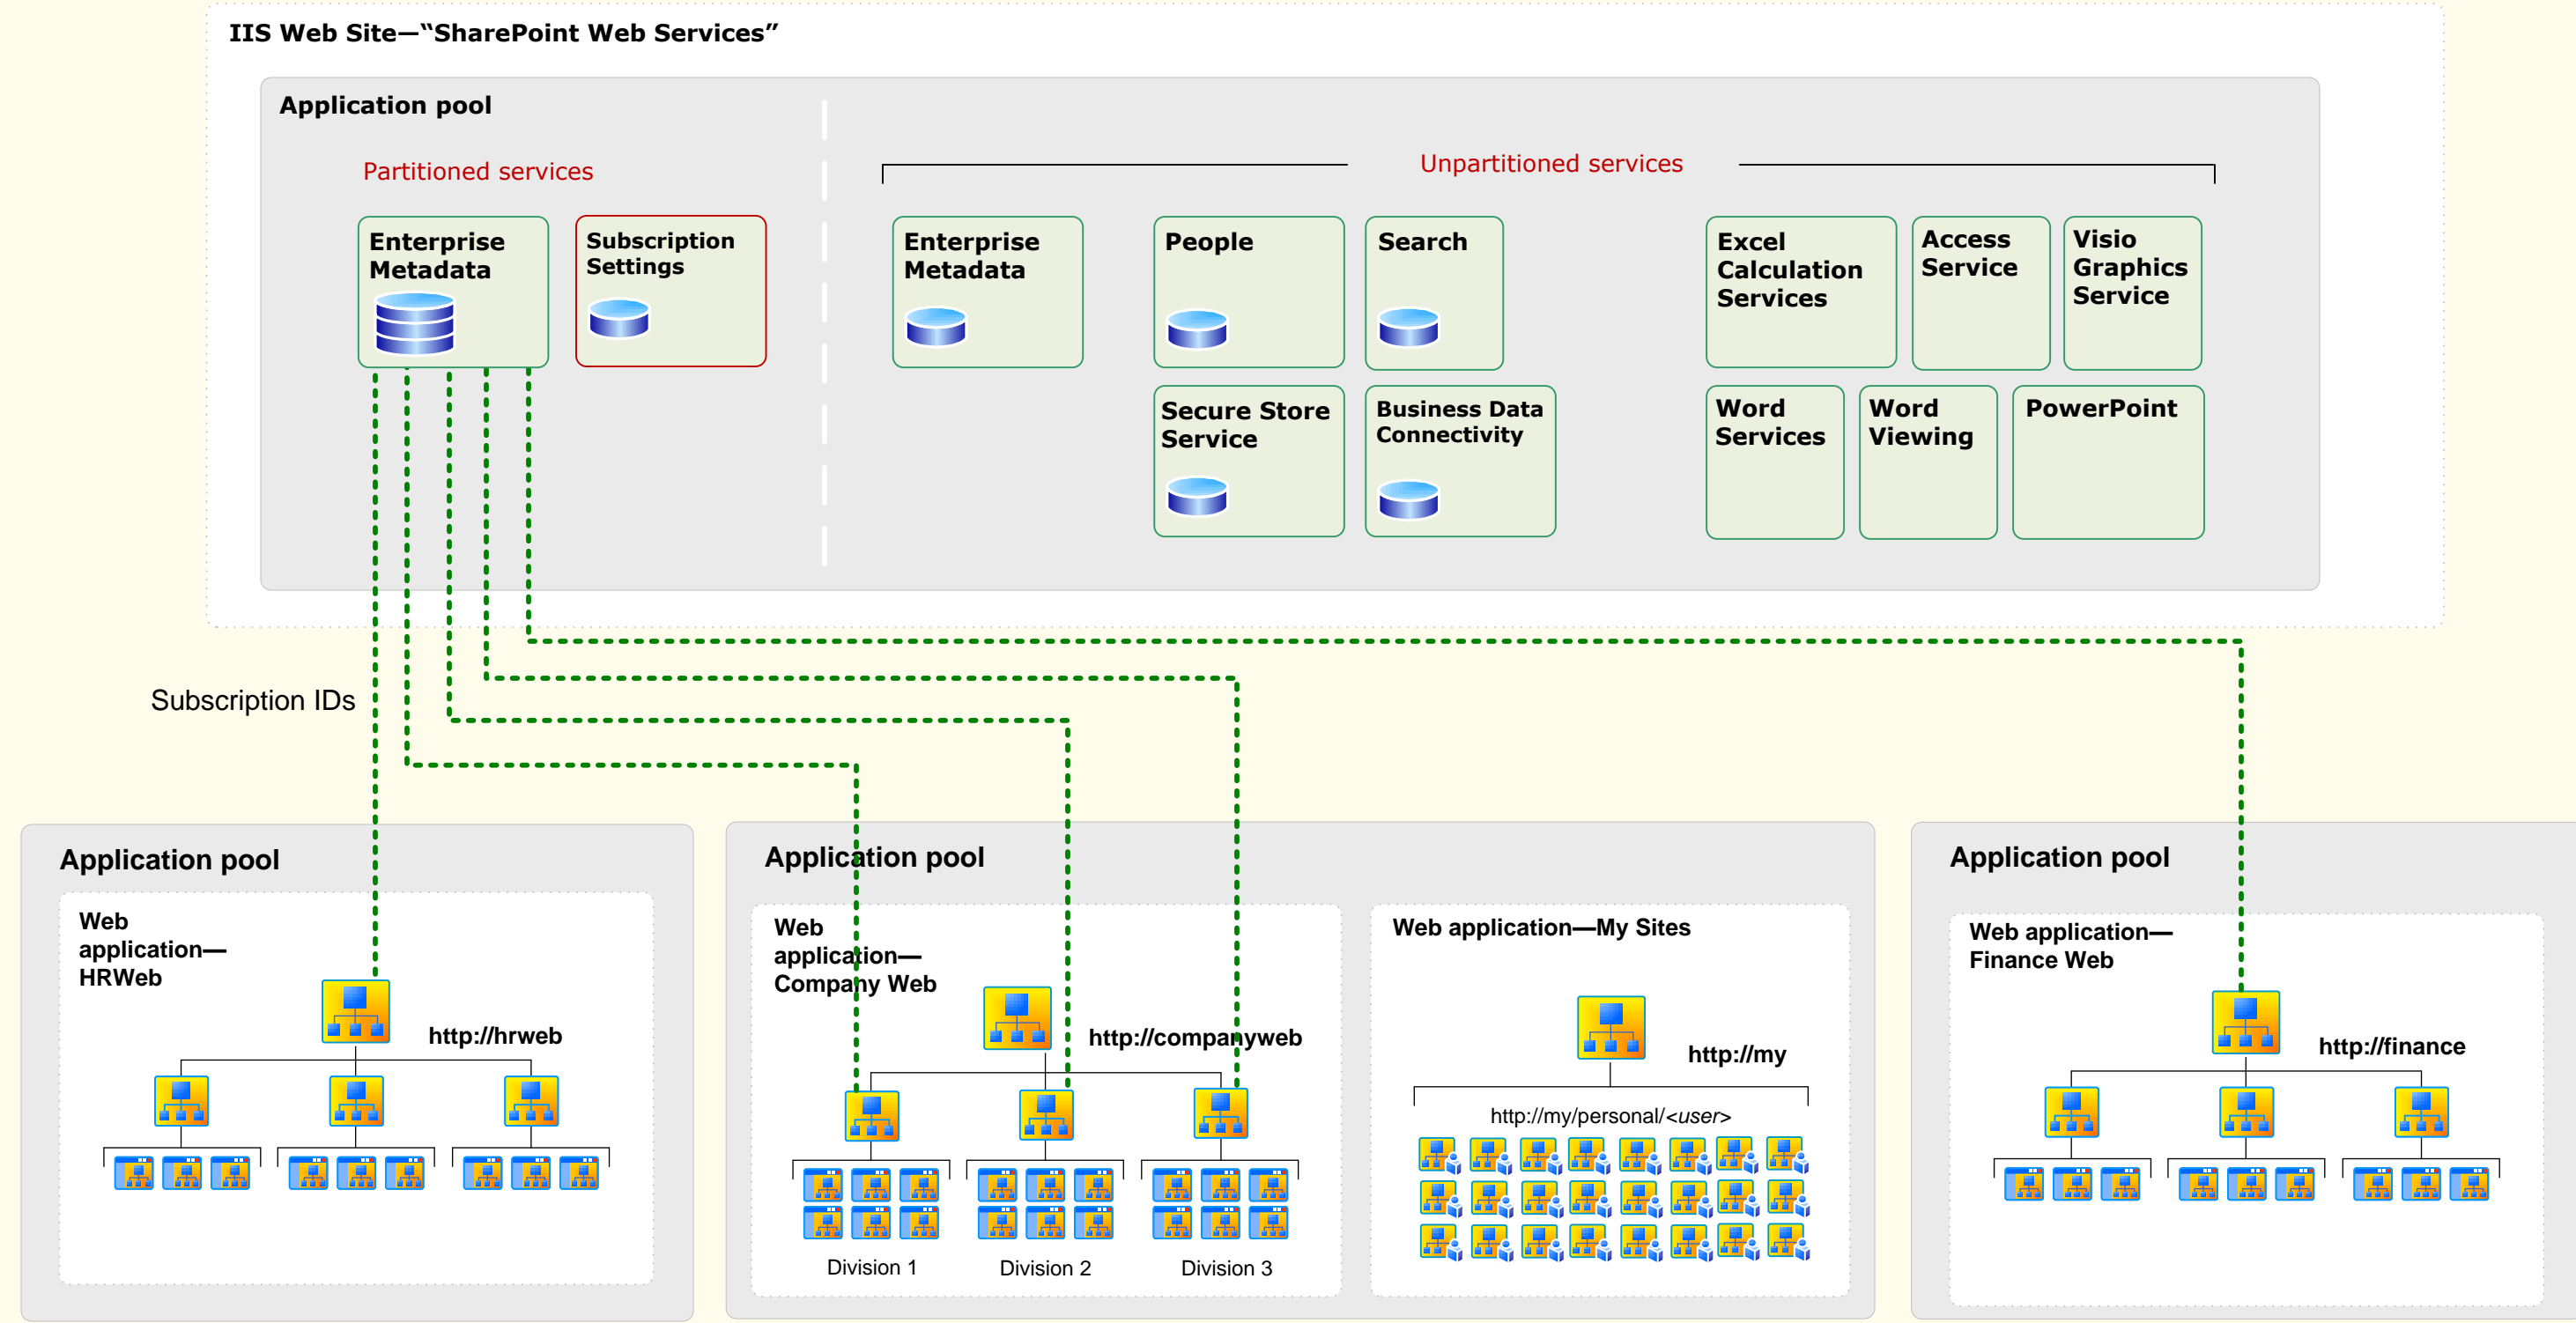 IIS Web Site—“SharePoint Web Services”
Application pool
Partitioned services
Unpartitioned services
Enterprise
Metadata
Subscription
Settings
Enterprise
Metadata
People
Search
Excel
Calculation
Services
Access
Service
Visio
Graphics
Service
Secure Store
Service
Business Data
Connectivity
Word
Services
Word
Viewing
PowerPoint
Subscription IDs
Application pool
Web
application—
HRWeb
http://hrweb
Application pool
Web
application—
Company Web
http://companyweb
Division 1
Division 2
Division 3
Web application—My Sites
http://my
http://my/personal/<user>
Application pool
Web application—
Finance Web
http://finance